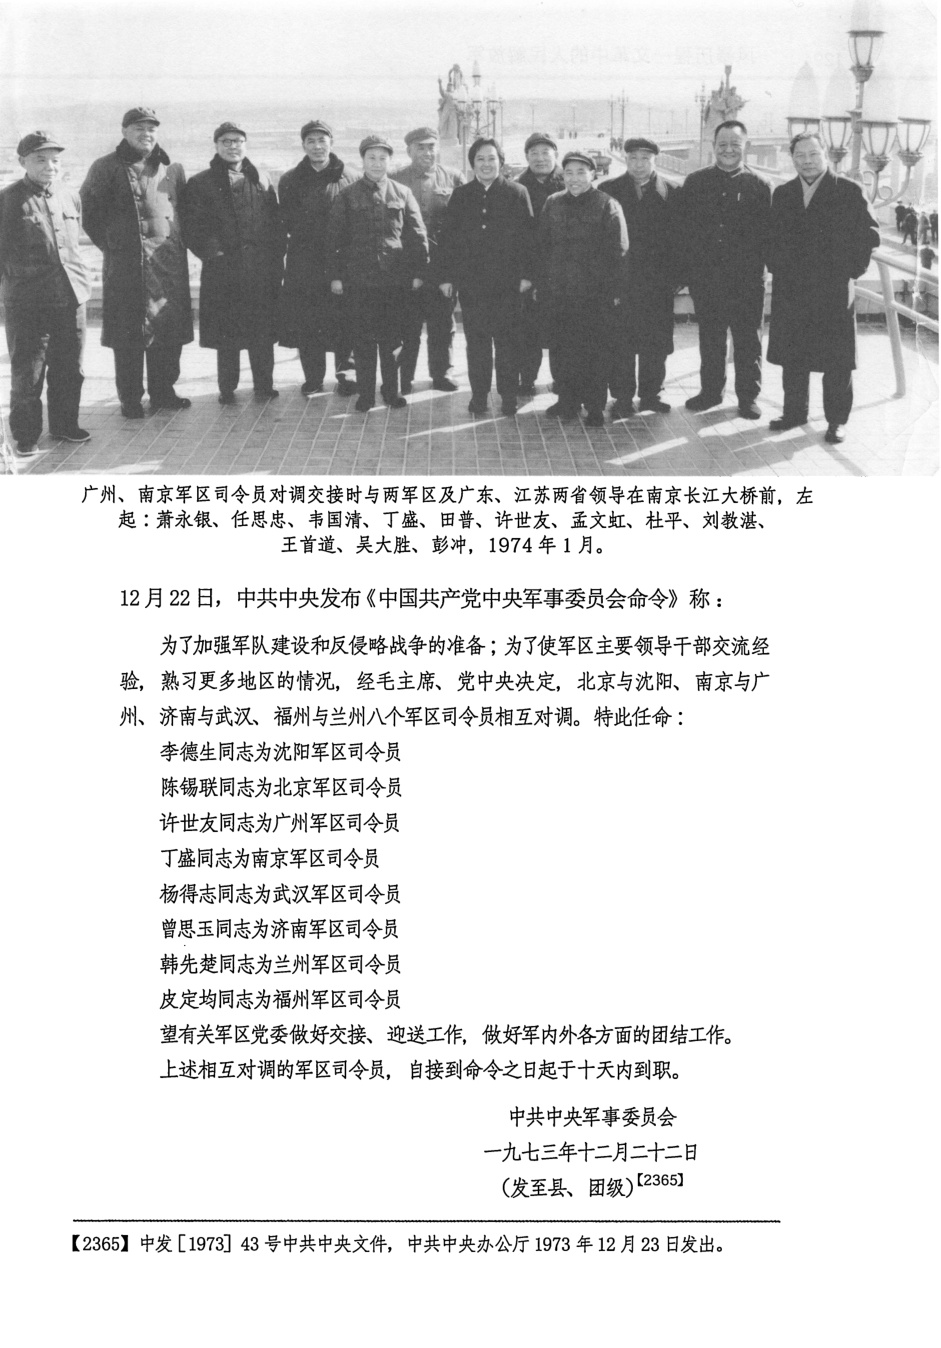 广州、南京军区司令员对调交接时与两军区及广东、江苏两省领导在南京长江大桥前，左
起：萧永银、任思忠、韦国清、丁盛、田普、许世友、孟文虹、杜平、刘教湛、
王首道、吴大胜、彭冲，1974 年 1 月。
12 月 22 日，中共中央发布《中国共产党中央军事委员会命令》称：
为了加强军队建设和反侵略战争的准备；为了使军区主要领导干部交流经
验，熟习更多地区的情况，经毛主席、党中央决定，北京与沈阳、南京与广
州、济南与武汉、福州与兰州八个军区司令员相互对调。特此任命：
李德生同志为沈阳军区司令员
陈锡联同志为北京军区司令员
许世友同志为广州军区司令员
丁盛同志为南京军区司令员
杨得志同志为武汉军区司令员
曾思玉同志为济南军区司令员
韩先楚同志为兰州军区司令员
皮定均同志为福州军区司令员
望有关军区党委做好交接、迎送工作，做好军内外各方面的团结工作。
上述相互对调的军区司令员，自接到命令之日起于十天内到职。
中共中央军事委员会
一九七三年十二月二十二日
（发至县、团级）【2365】
【2365】中发［1973］43 号中共中央文件，中共中央办公厅 1973 年 12 月 23 日发出。